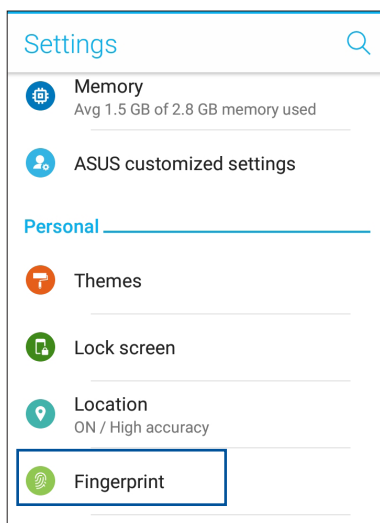 Settings
Memory
Avg 1.5 GB of 2.8 GB memory used
ASUS customized settings
Personal
Themes
Lock screen
Location
ON / High accuracy
Fingerprint